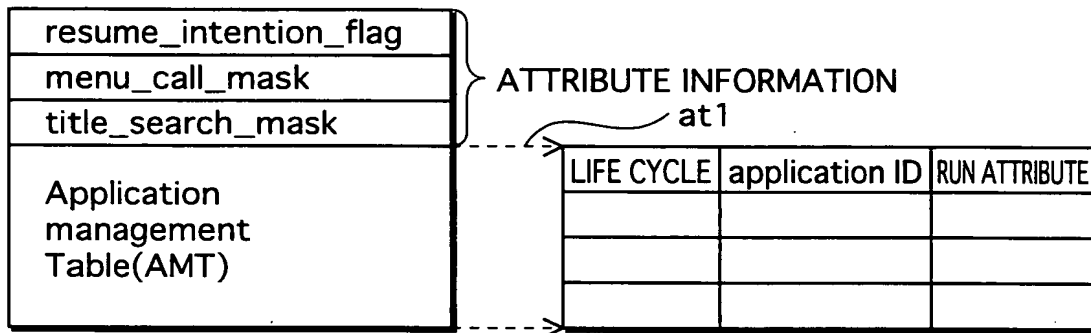 resume_intention_flag
menu_call_mask
title_search_mask
ATTRIBUTE INFORMATION
at1
Application
management
Table(AMT)
LIFE CYCLE application ID RUN ATTRIBUTE